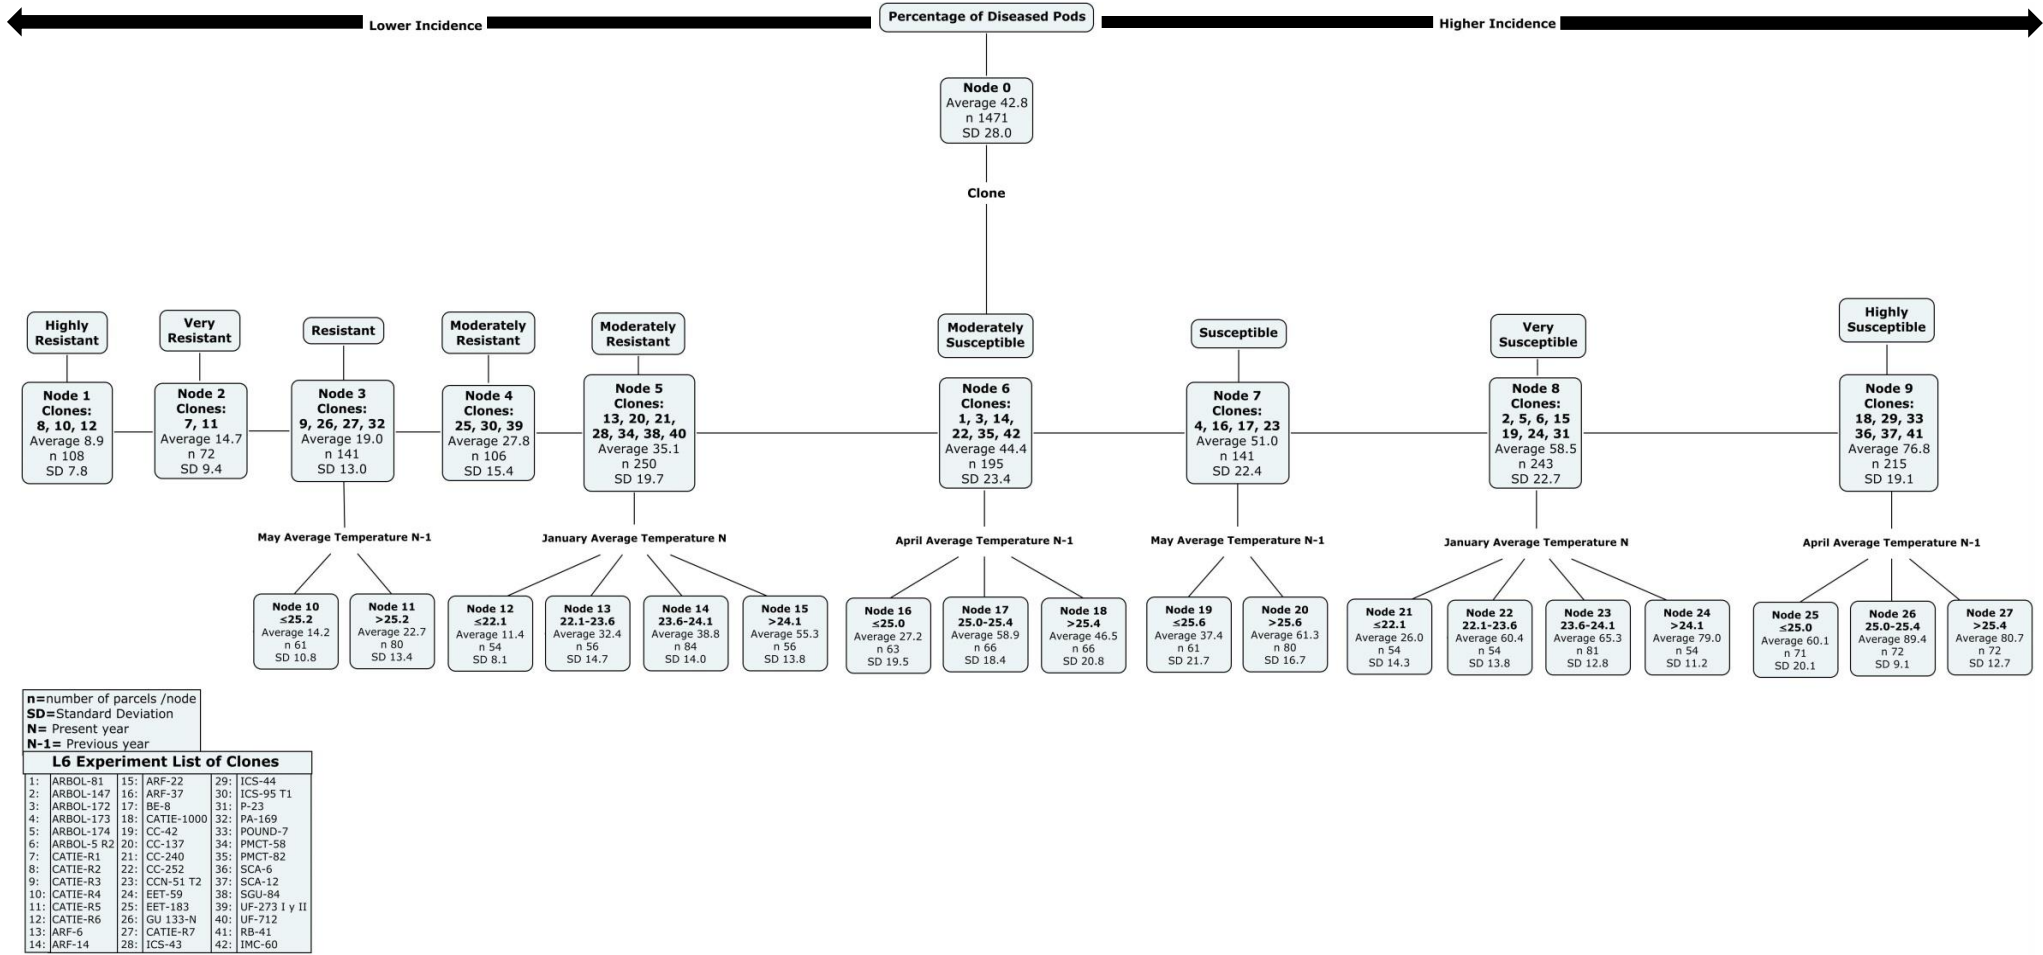 Lower Incidence
Percentage of Diseased Pods
Higher Incidence
Node 0
Average 42.8
n 1471
SD 28.0
Clone
Highly
Resistant
Very
Resistant
Resistant
Moderately
Resistant
Moderately
Resistant
Moderately
Susceptible
Susceptible
Very
Susceptible
Highly
Susceptible
Node 1
Clones:
8, 10, 12
Average 8.9
n 108
SD 7.8
Node 2
Clones:
7, 11
Average 14.7
n 72
SD 9.4
Node 3
Clones:
9, 26, 27, 32
Average 19.0
n 141
SD 13.0
Node 4
Clones:
25, 30, 39
Average 27.8
n 106
SD 15.4
Node 5
Clones:
13, 20, 21,
28, 34, 38, 40
Average 35.1
n 250
SD 19.7
Node 6
Clones:
1, 3, 14,
22, 35, 42
Average 44.4
n 195
SD 23.4
Node 7
Clones:
4, 16, 17, 23
Average 51.0
n 141
SD 22.4
Node 8
Clones:
2, 5, 6, 15
19, 24, 31
Average 58.5
n 243
SD 22.7
Node 9
Clones:
18, 29, 33
36, 37, 41
Average 76.8
n 215
SD 19.1
May Average Temperature N-1
January Average Temperature N
April Average Temperature N-1
May Average Temperature N-1
January Average Temperature N
April Average Temperature N-1
Node 10
≤25.2
Average 14.2
n 61
SD 10.8
Node 11
>25.2
Average 22.7
n 80
SD 13.4
Node 12
≤22.1
Average 11.4
n 54
SD 8.1
Node 13
22.1-23.6
Average 32.4
n 56
SD 14.7
Node 14
23.6-24.1
Average 38.8
n 84
SD 14.0
Node 15
>24.1
Average 55.3
n 56
SD 13.8
Node 16
≤25.0
Average 27.2
n 63
SD 19.5
Node 17
25.0-25.4
Average 58.9
n 66
SD 18.4
Node 18
>25.4
Average 46.5
n 66
SD 20.8
Node 19
≤25.6
Average 37.4
n 61
SD 21.7
Node 20
>25.6
Average 61.3
n 80
SD 16.7
Node 21
≤22.1
Average 26.0
n 54
SD 14.3
Node 22
22.1-23.6
Average 60.4
n 54
SD 13.8
Node 23
23.6-24.1
Average 65.3
n 81
SD 12.8
Node 24
>24.1
Average 79.0
n 54
SD 11.2
Node 25
≤25.0
Average 60.1
n 71
SD 20.1
Node 26
25.0-25.4
Average 89.4
n 72
SD 9.1
Node 27
>25.4
Average 80.7
n 72
SD 12.7
n=number of parcels /node
SD=Standard Deviation
N= Present year
N-1= Previous year
L6 Experiment List of Clones
1: ARBOL-81 15: ARF-22 29: ICS-44
2: ARBOL-147 16: ARF-37 30: ICS-95 T1
3: ARBOL-172 17: BE-8 31: P-23
4: ARBOL-173 18: CATIE-1000 32: PA-169
5: ARBOL-174 19: CC-42 33: POUND-7
6: ARBOL-5 R2 20: CC-137 34: PMCT-58
7: CATIE-R1 21: CC-240 35: PMCT-82
8: CATIE-R2 22: CC-252 36: SCA-6
9: CATIE-R3 23: CCN-51 T2 37: SCA-12
10: CATIE-R4 24: EET-59 38: SGU-84
11: CATIE-R5 25: EET-183 39: UF-273 I y II
12: CATIE-R6 26: GU 133-N 40: UF-712
13: ARF-6 27: CATIE-R7 41: RB-41
14: ARF-14 28: ICS-43 42: IMC-60